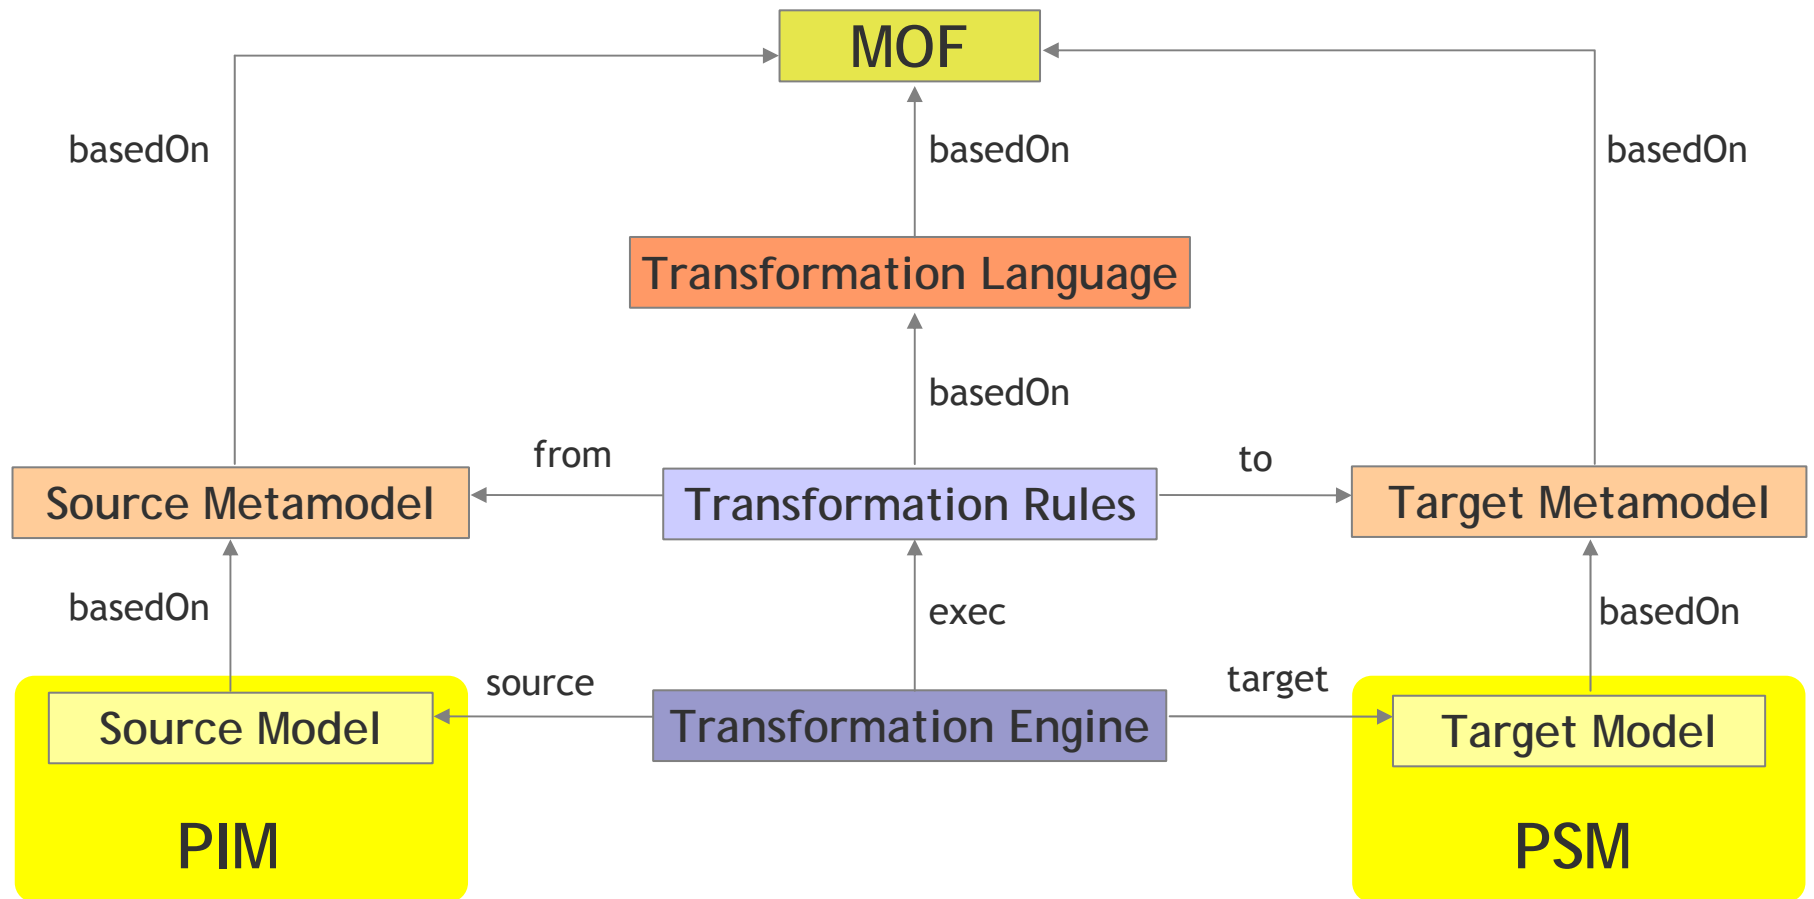 MOF
basedOn
basedOn
basedOn
Transformation Language
basedOn
from
to
Source Metamodel
Transformation Rules
Target Metamodel
basedOn
exec
basedOn
source
target
Source Model
Transformation Engine
Target Model
PIM
PSM